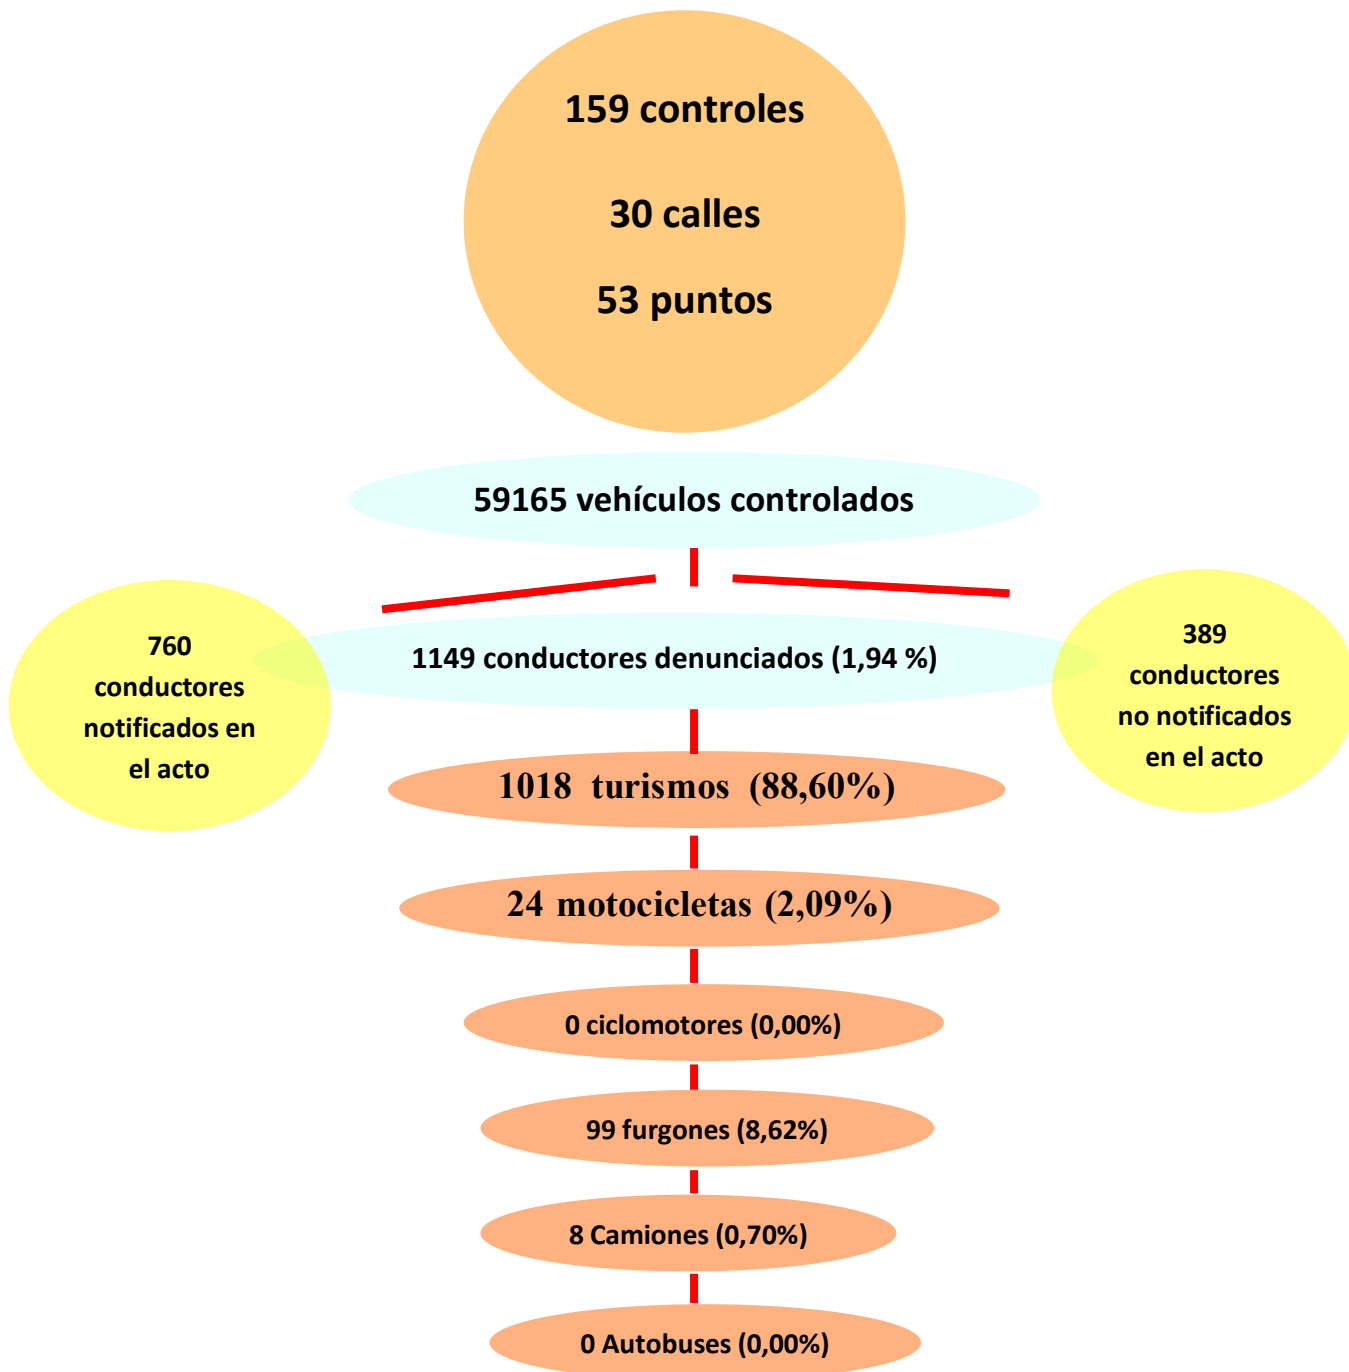 159 controles
30 calles
53 puntos
59165 vehículos controlados
760
conductores
notificados en
el acto
1149 conductores denunciados (1,94 %)
389
conductores
no notificados
en el acto
1018 turismos (88,60%)
24 motocicletas (2,09%)
0 ciclomotores (0,00%)
99 furgones (8,62%)
8 Camiones (0,70%)
0 Autobuses (0,00%)